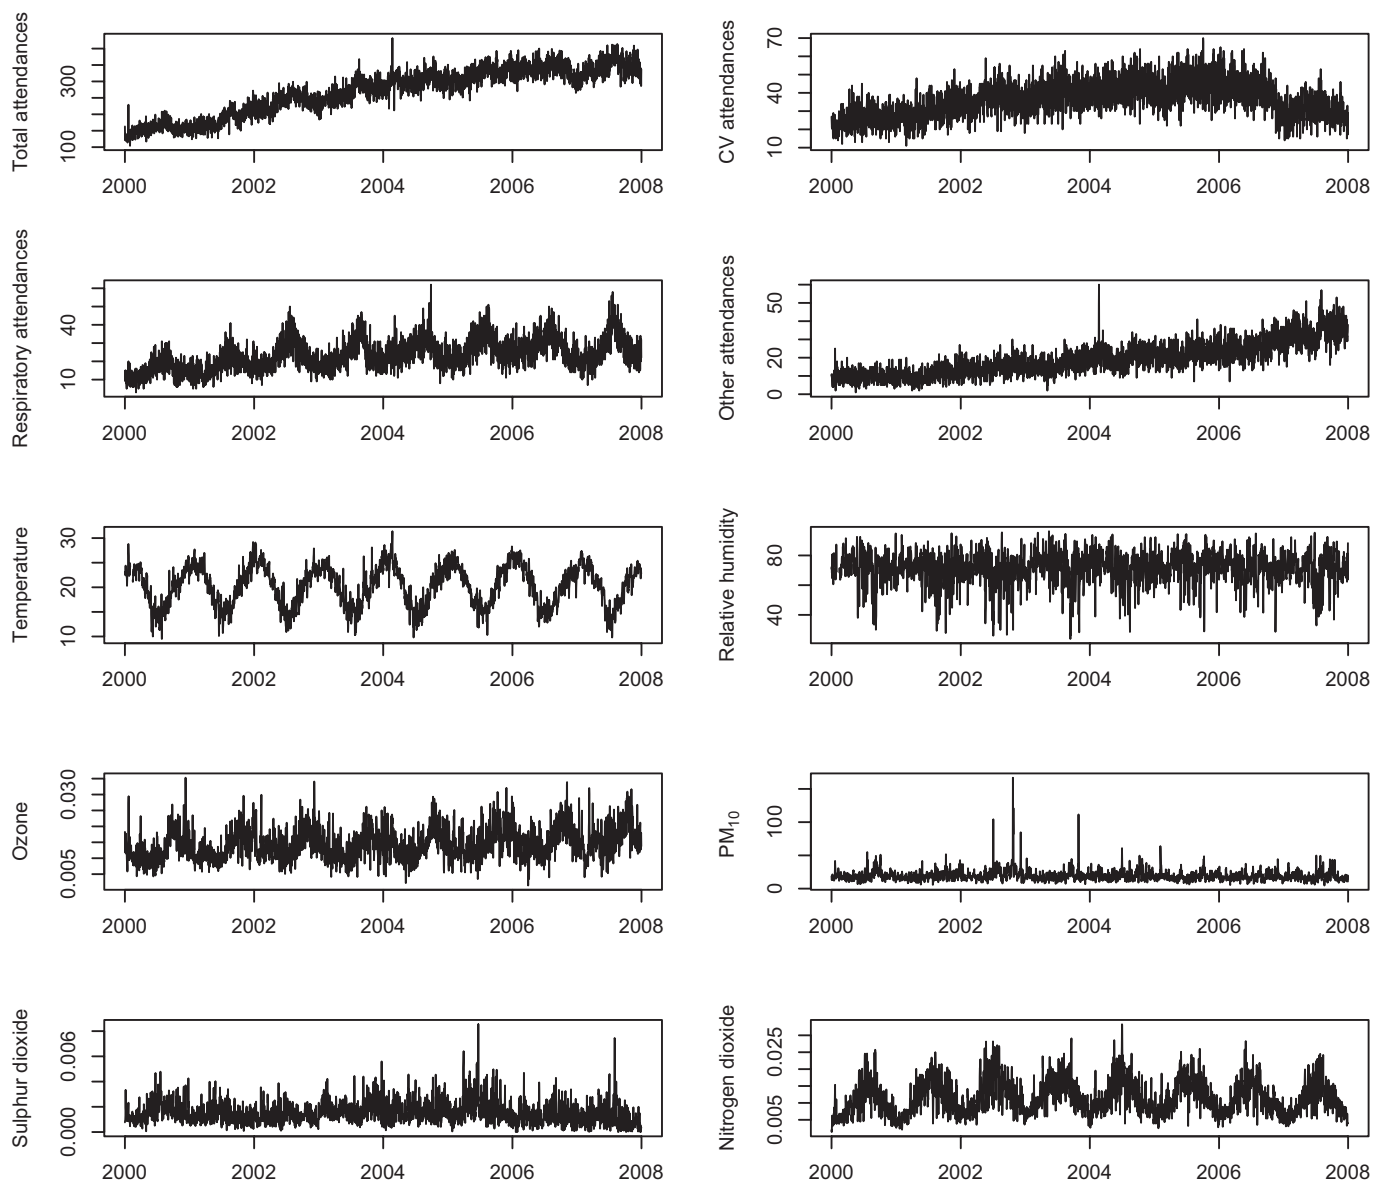 Total attendances
100 300
2000 2002 2004 2006 2008
CV attendances
10 40 70
2000 2002 2004 2006 2008
Respiratory attendances
10 40
2000 2002 2004 2006 2008
Other attendances
0 20 50
2000 2002 2004 2006 2008
Temperature
10 20 30
2000 2002 2004 2006 2008
Relative humidity
40 80
2000 2002 2004 2006 2008
Ozone
0.005 0.030
2000 2002 2004 2006 2008
PM10
0 100
2000 2002 2004 2006 2008
Sulphur dioxide
0.000 0.006
2000 2002 2004 2006 2008
Nitrogen dioxide
0.005 0.025
2000 2002 2004 2006 2008